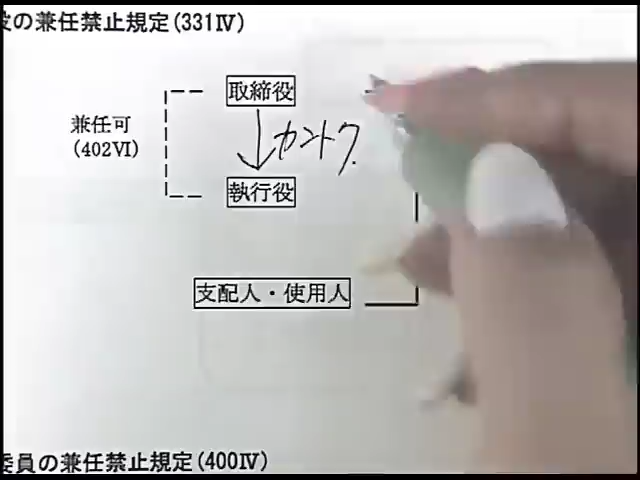 の兼任禁止規定(331Ⅳ)
取締役
兼任可
(402Ⅵ)
カントク
執行役
支配人・使用人
委員の兼任禁止規定(400Ⅳ)